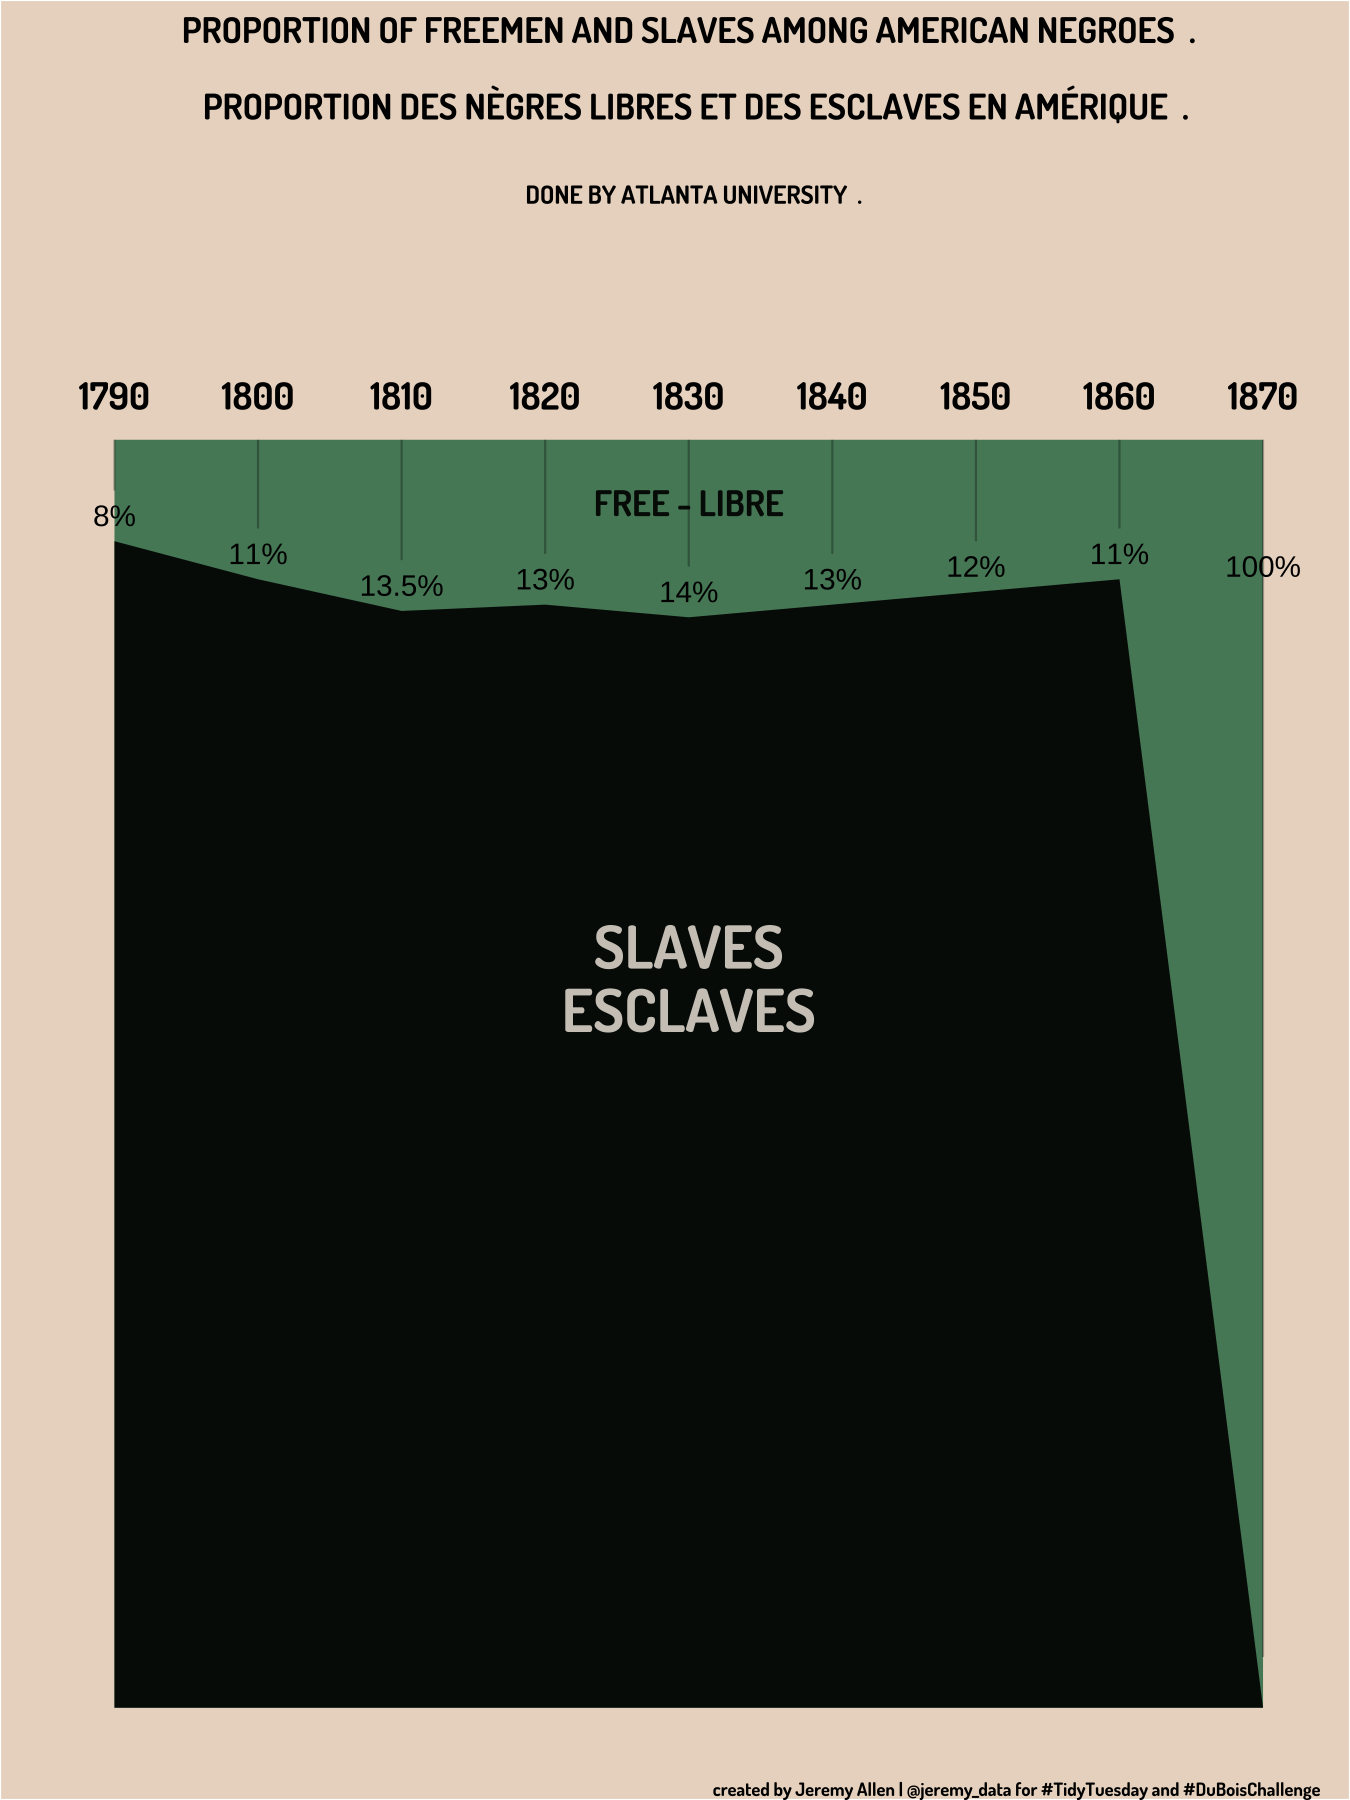 PROPORTION OF FREEMEN AND SLAVES AMONG AMERICAN NEGROES .
PROPORTION DES NÈGRES LIBRES ET DES ESCLAVES EN AMÉRIQUE .
DONE BY ATLANTA UNIVERSITY .
1790 1800 1810 1820 1830 1840 1850 1860 1870
FREE - LIBRE
8% 11% 13.5% 13% 14% 13% 12% 11% 100%
SLAVES
ESCLAVES
created by Jeremy Allen | @jeremy_data for #TidyTuesday and #DuBoisChallenge